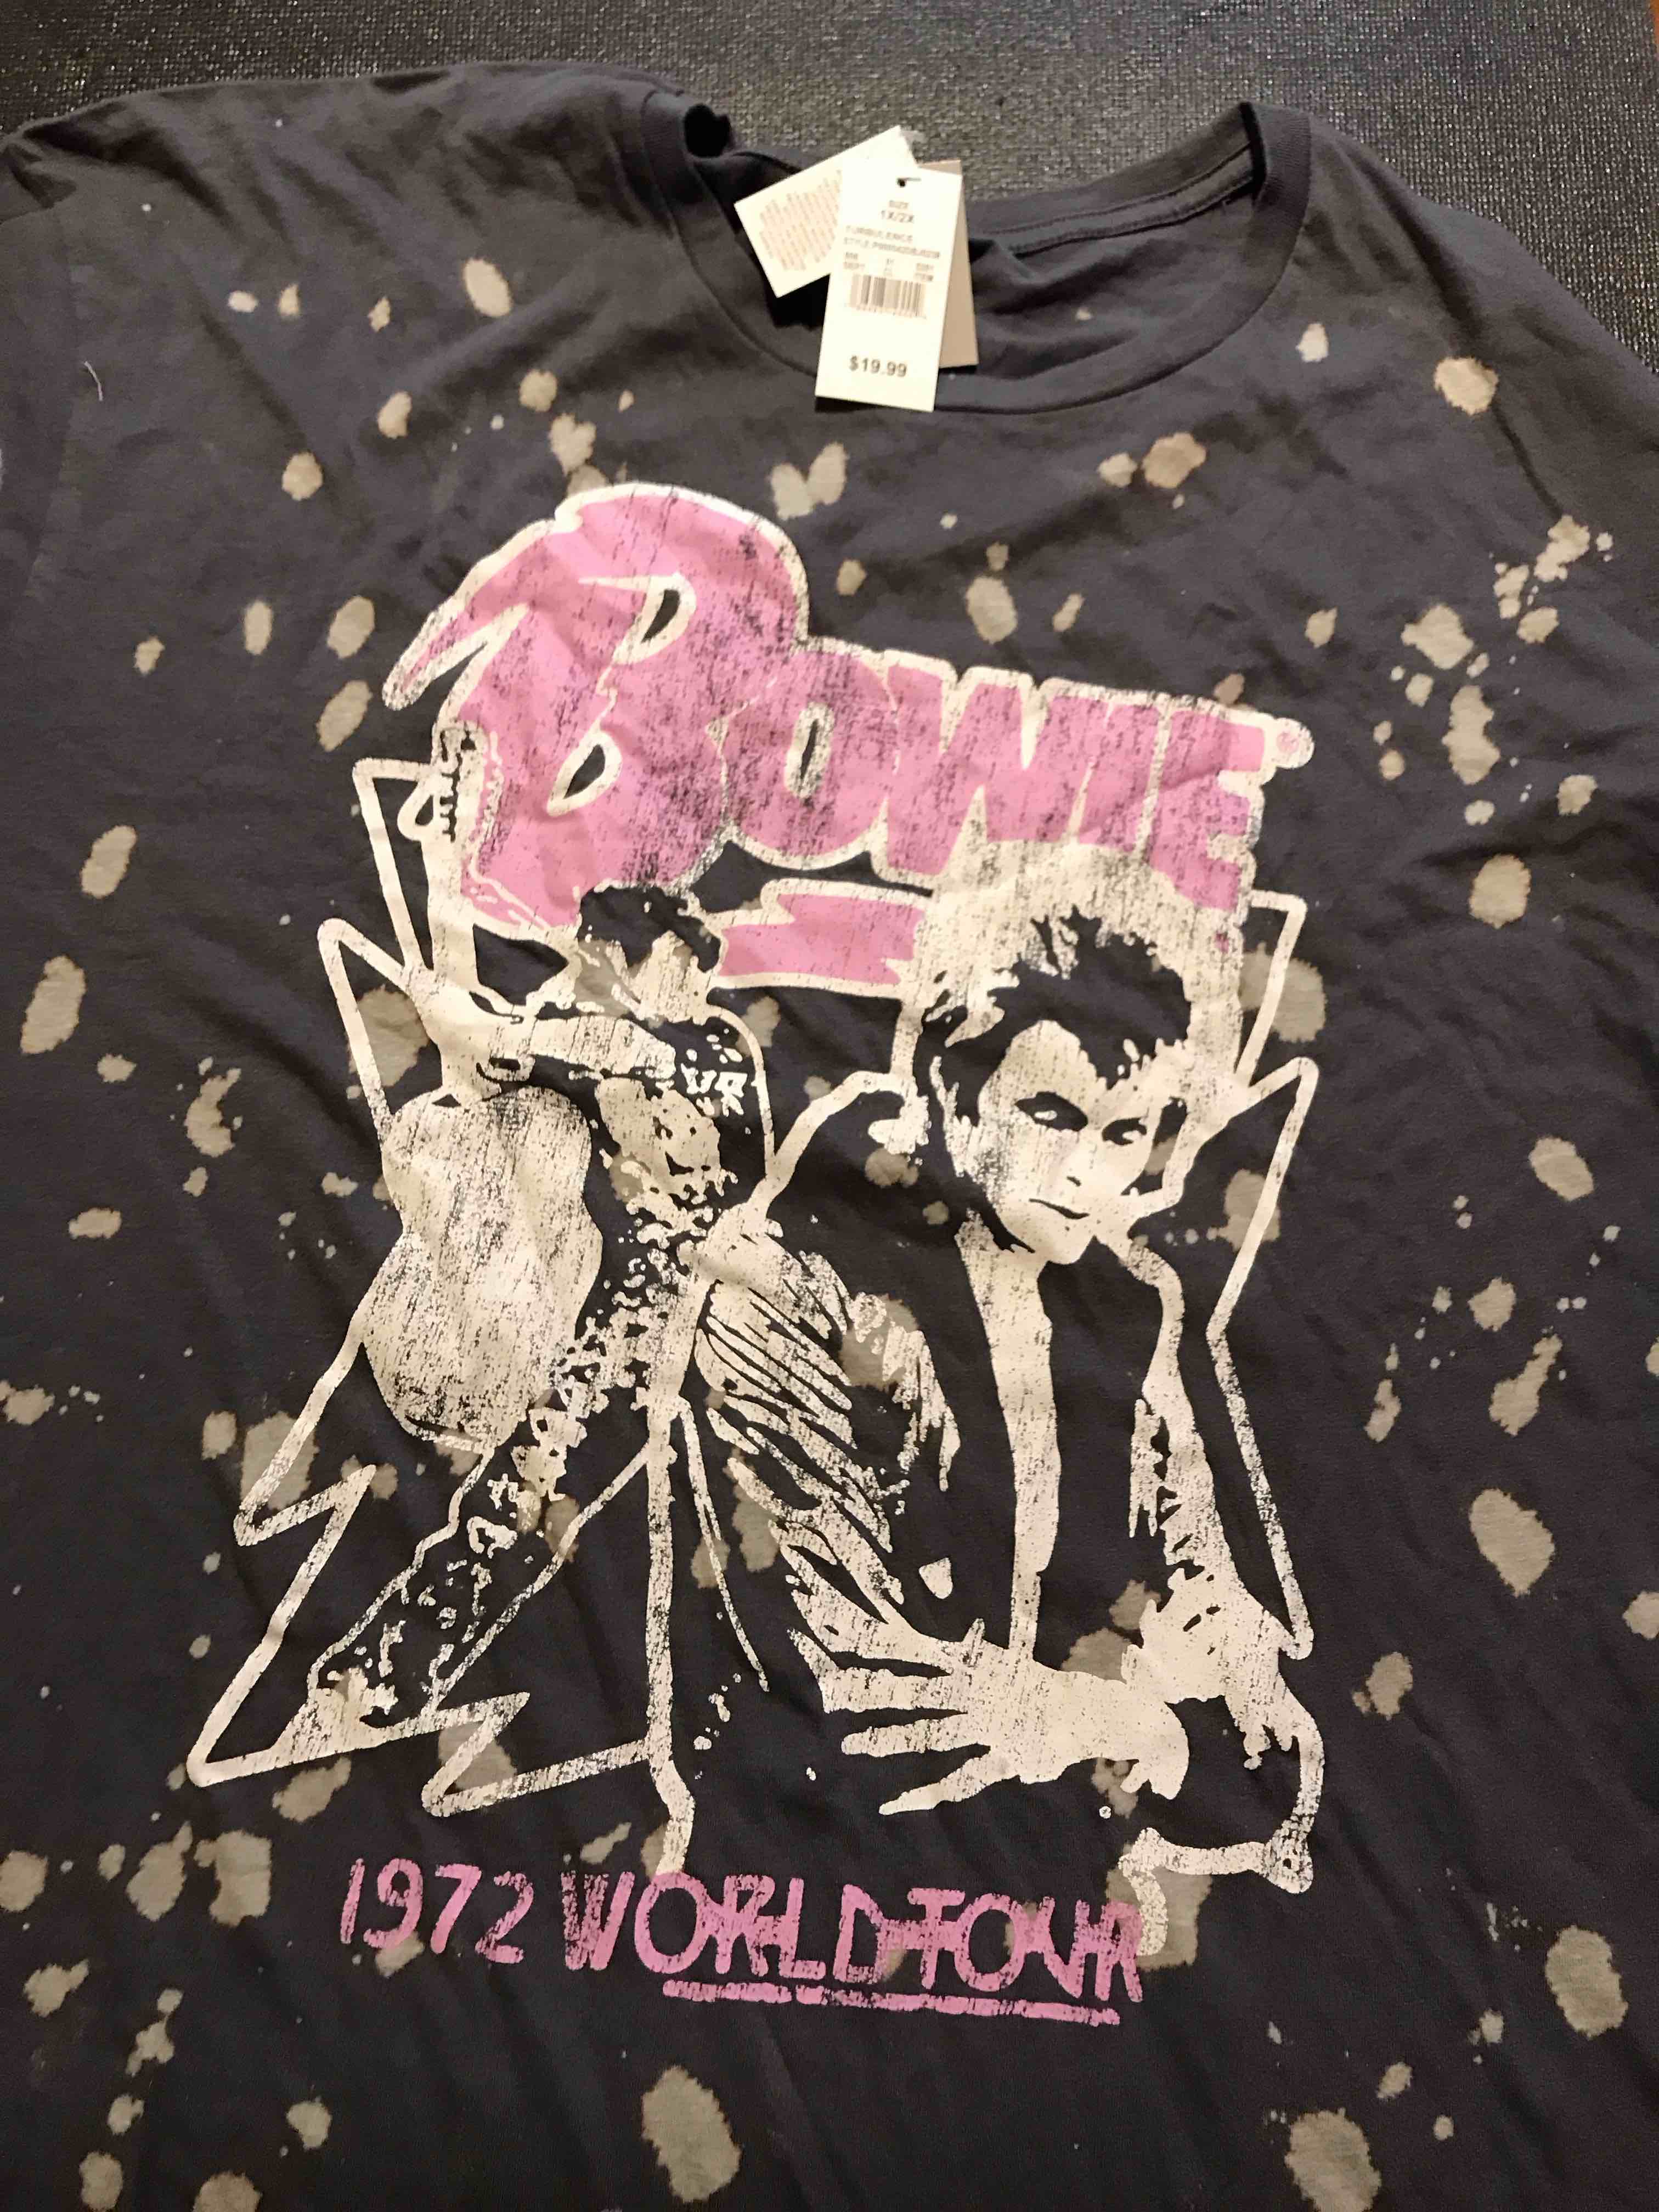 SIZE
1X/2X
TURBULENCE
$19.99
BOWIE
1972 WORLD TOUR